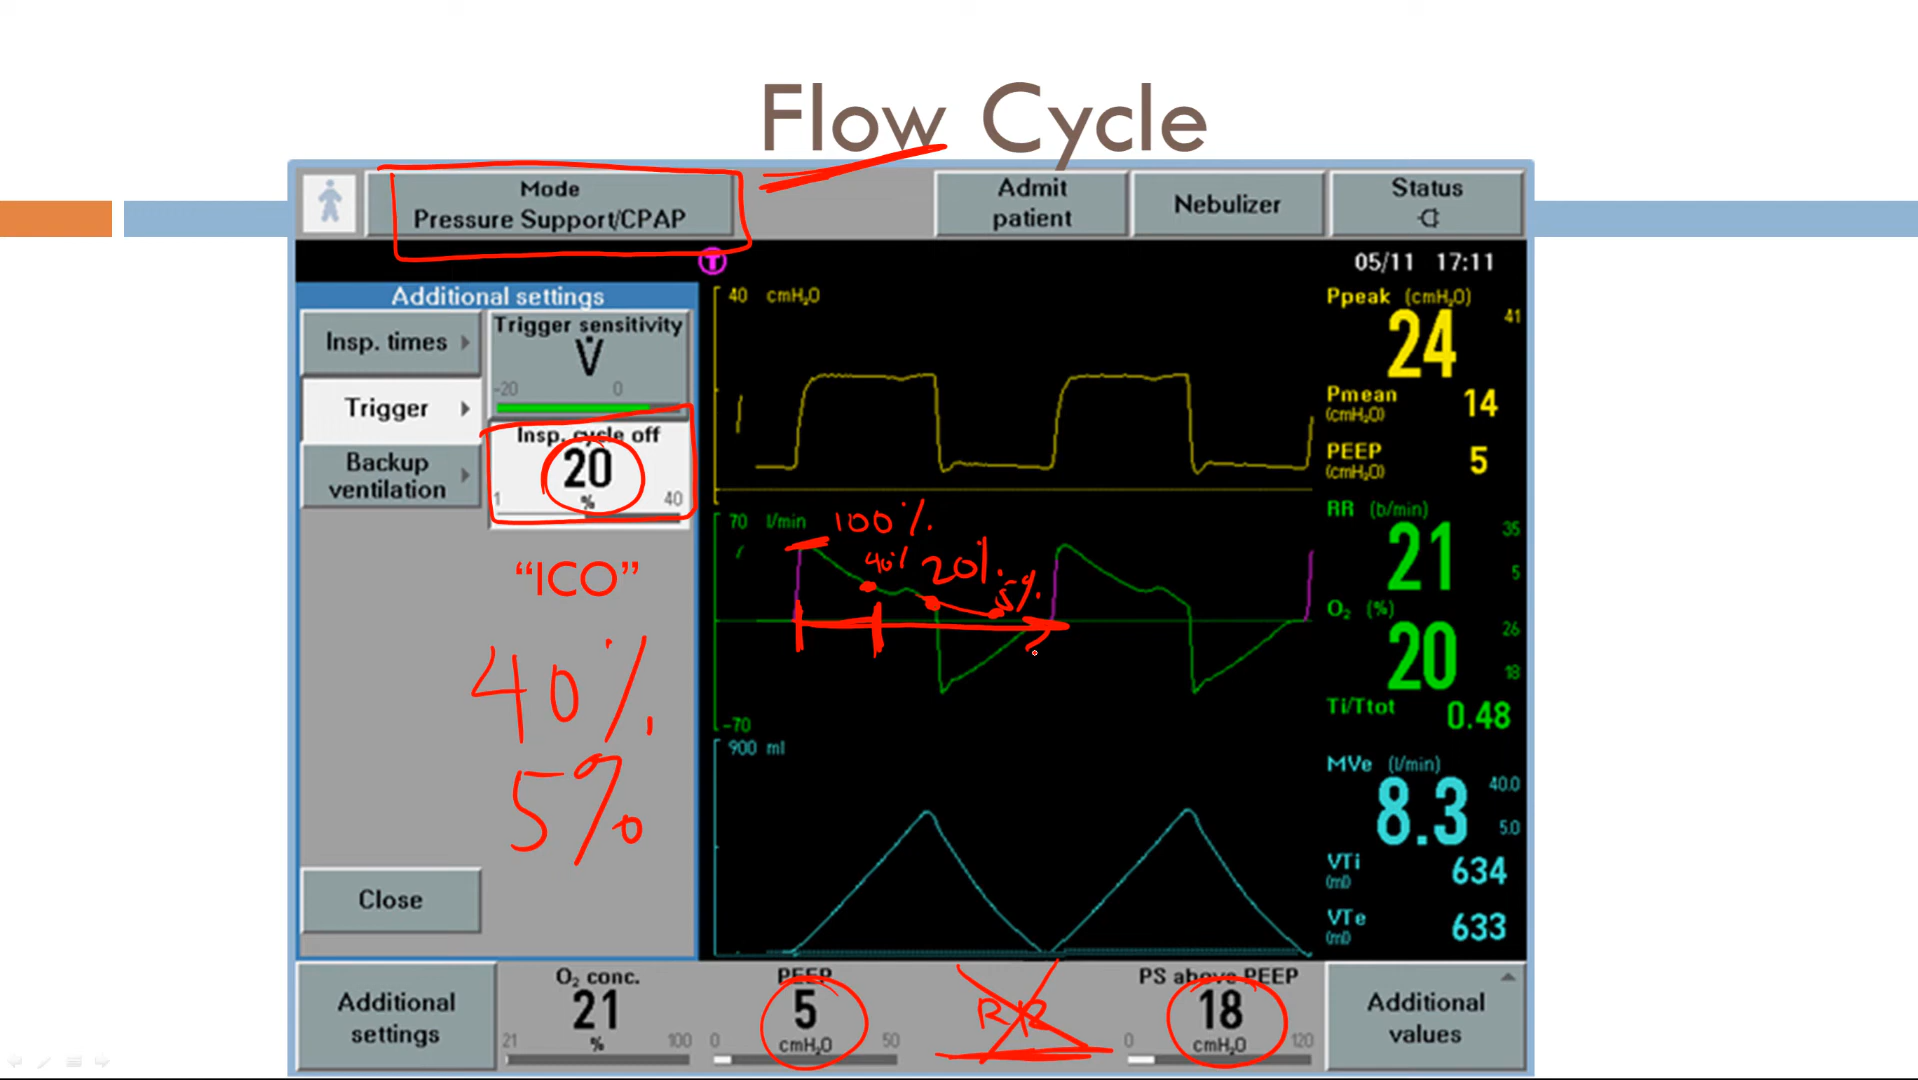 Flow Cycle
Mode
Pressure Support/CPAP
Admit
patient
Nebulizer
Status
T
05/11 17:11
Additional settings
Insp. times
Trigger sensitivity
V̇
-20 0
Trigger
Insp. cycle off
20
%
1 40
Backup
ventilation
"ICO"
40%
5%
Close
40 cmH₂O
70 l/min
100%
40%
20%
5%
-70
900 ml
Ppeak (cmH₂O)
24
41
Pmean
(cmH₂O)
14
PEEP
(cmH₂O)
5
RR (b/min)
21
35
5
O₂ (%)
20
26
18
Ti/Ttot
0.48
MVe (l/min)
8.3
40.0
5.0
VTi
(ml)
634
VTe
(ml)
633
Additional
settings
O₂ conc.
21
%
21 100
PEEP
5
cmH₂O
0 50
RR
PS above PEEP
18
cmH₂O
0 120
Additional
values